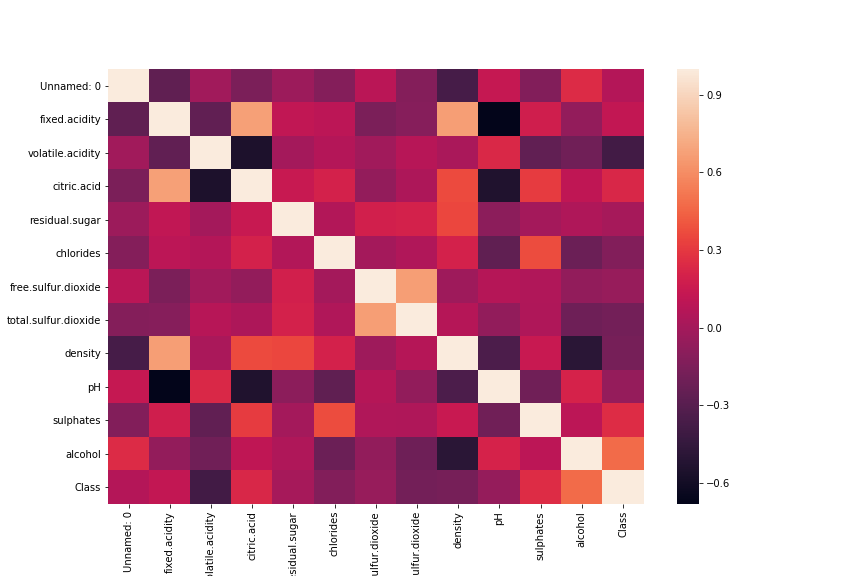 Unnamed: 0
fixed.acidity
volatile.acidity
citric.acid
residual.sugar
chlorides
free.sulfur.dioxide
total.sulfur.dioxide
density
pH
sulphates
alcohol
Class
0.9
0.6
0.3
0.0
−0.3
−0.6
Unnamed: 0
fixed.acidity
olatile.acidity
citric.acid
esidual.sugar
chlorides
sulfur.dioxide
sulfur.dioxide
density
pH
sulphates
alcohol
Class